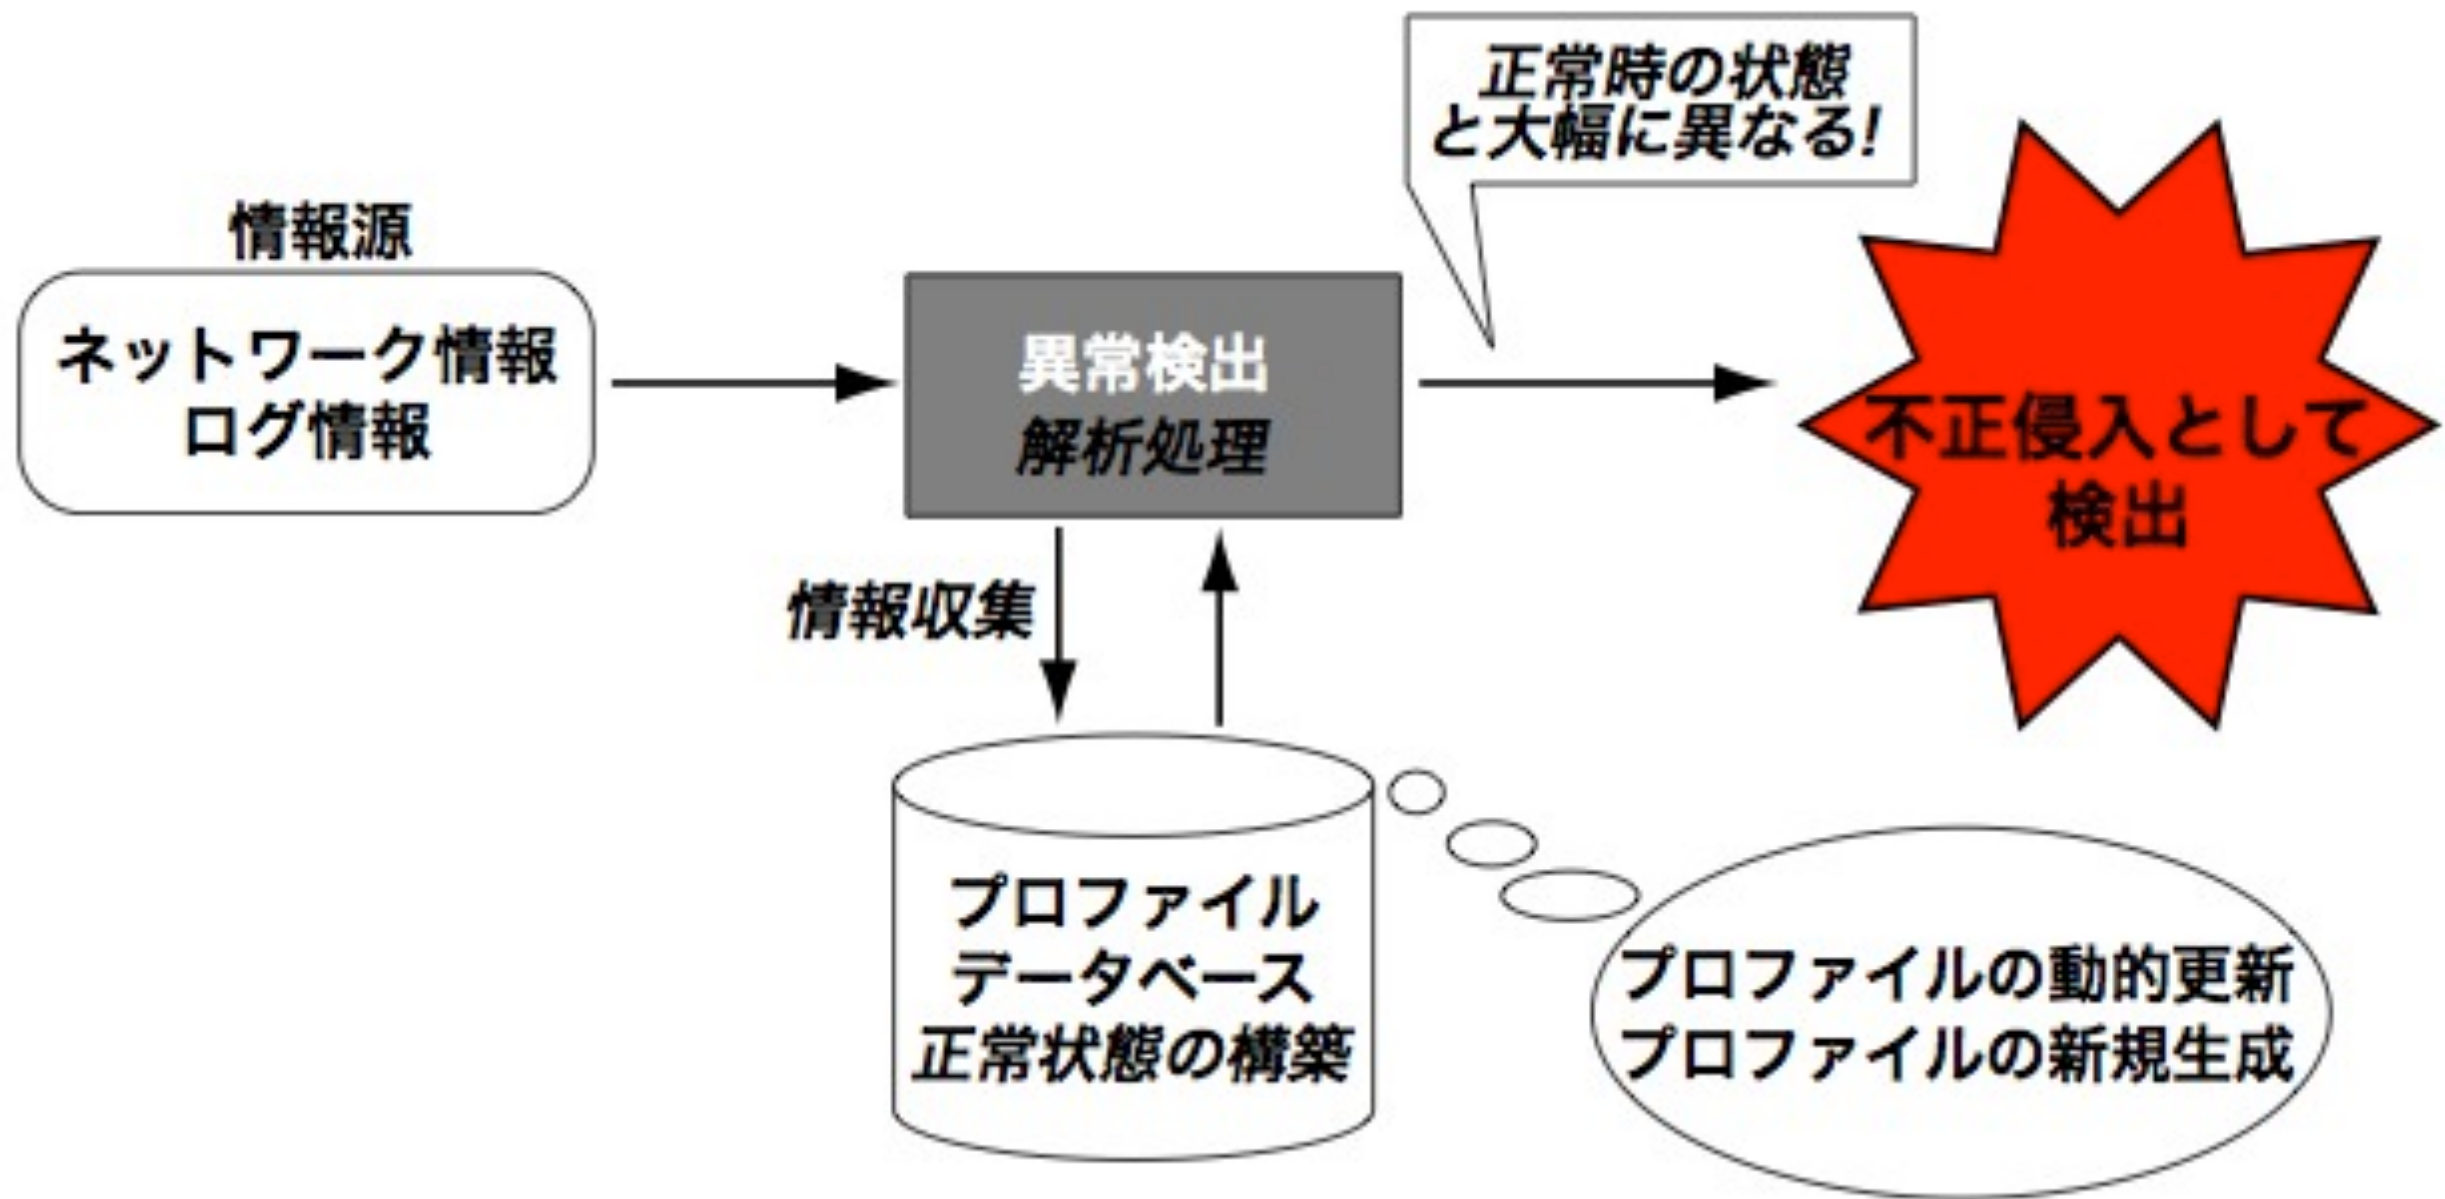 正常時の状態
と大幅に異なる!
情報源
ネットワーク情報
ログ情報
異常検出
解析処理
不正侵入として
検出
情報収集
プロファイル
データベース
正常状態の構築
プロファイルの動的更新
プロファイルの新規生成